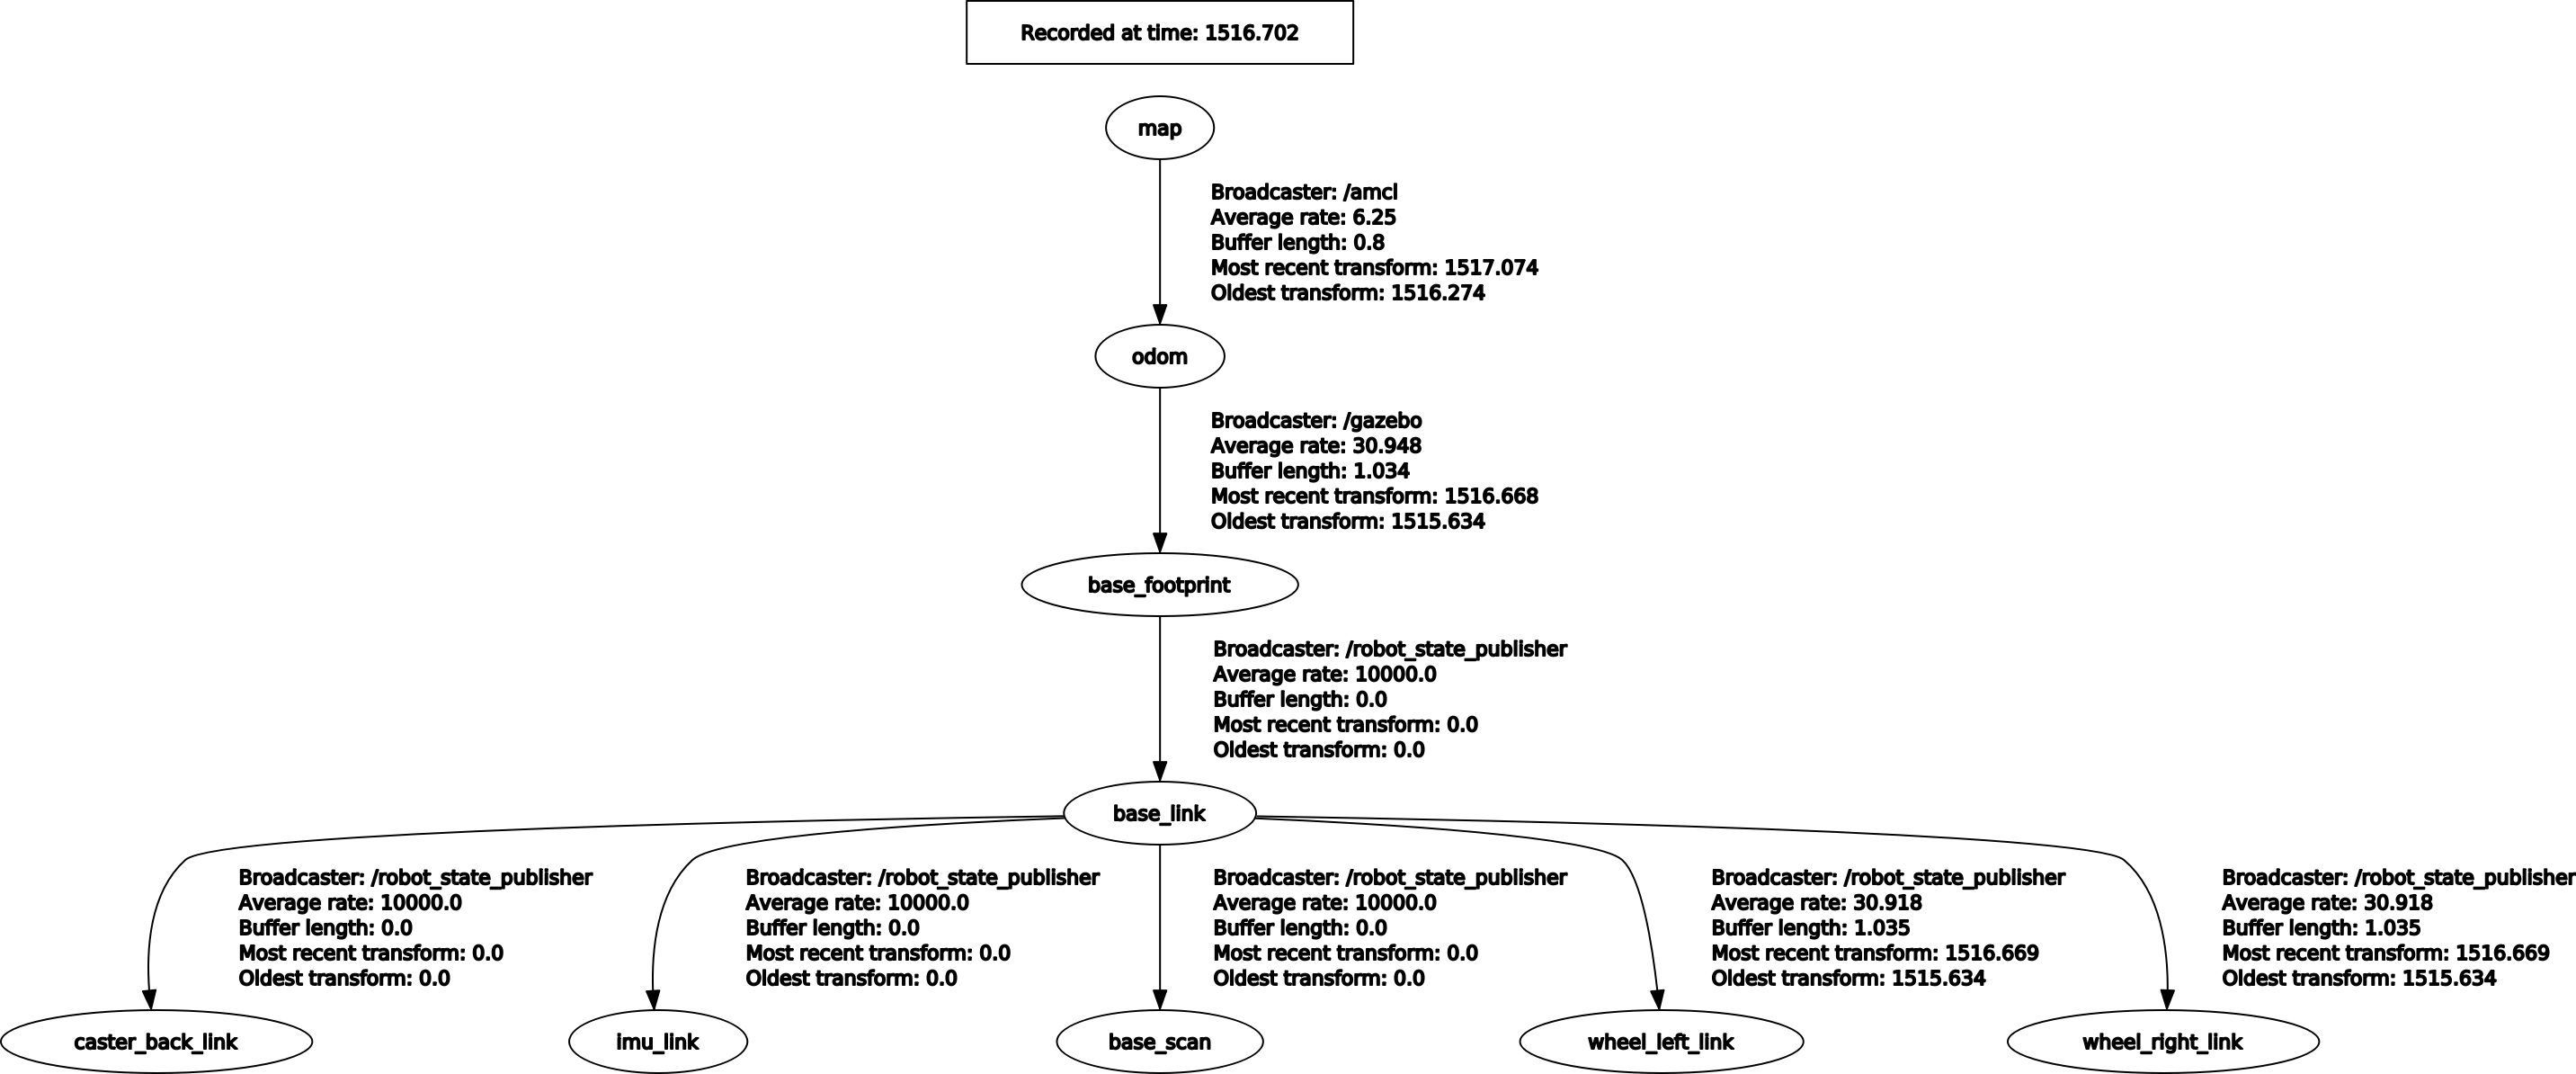 Recorded at time: 1516.702
map
Broadcaster: /amcl
Average rate: 6.25
Buffer length: 0.8
Most recent transform: 1517.074
Oldest transform: 1516.274
odom
Broadcaster: /gazebo
Average rate: 30.948
Buffer length: 1.034
Most recent transform: 1516.668
Oldest transform: 1515.634
base_footprint
Broadcaster: /robot_state_publisher
Average rate: 10000.0
Buffer length: 0.0
Most recent transform: 0.0
Oldest transform: 0.0
base_link
Broadcaster: /robot_state_publisher
Average rate: 10000.0
Buffer length: 0.0
Most recent transform: 0.0
Oldest transform: 0.0
Broadcaster: /robot_state_publisher
Average rate: 10000.0
Buffer length: 0.0
Most recent transform: 0.0
Oldest transform: 0.0
Broadcaster: /robot_state_publisher
Average rate: 10000.0
Buffer length: 0.0
Most recent transform: 0.0
Oldest transform: 0.0
Broadcaster: /robot_state_publisher
Average rate: 30.918
Buffer length: 1.035
Most recent transform: 1516.669
Oldest transform: 1515.634
Broadcaster: /robot_state_publisher
Average rate: 30.918
Buffer length: 1.035
Most recent transform: 1516.669
Oldest transform: 1515.634
caster_back_link
imu_link
base_scan
wheel_left_link
wheel_right_link